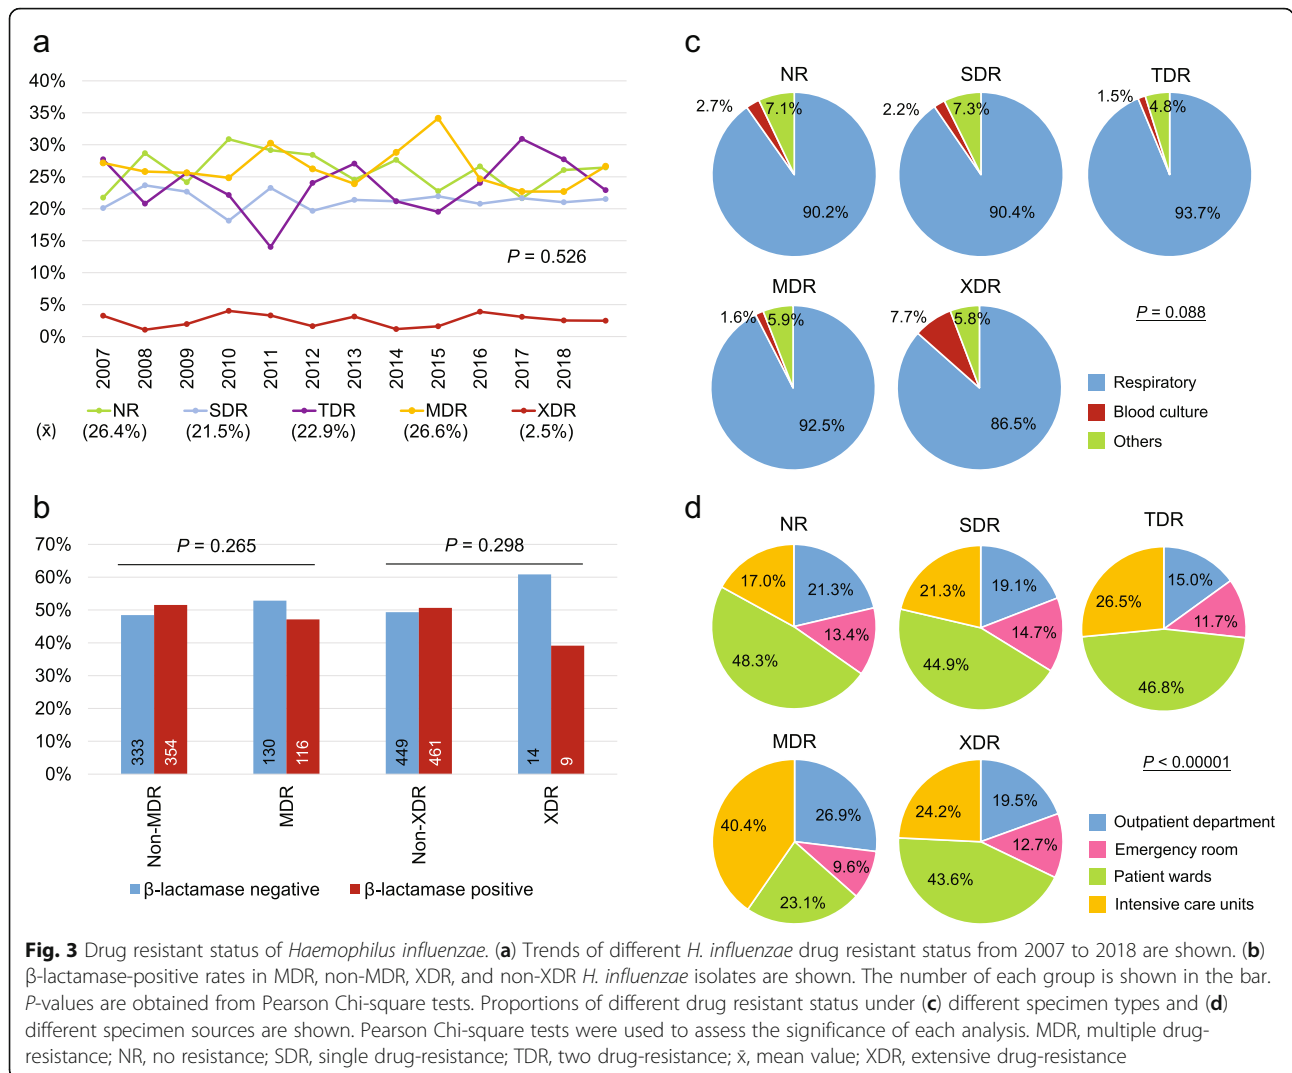 a
40%
35%
30%
25%
20%
15%
10%
5%
0%
P = 0.526
2007
2008
2009
2010
2011
2012
2013
2014
2015
2016
2017
2018
NR SDR TDR MDR XDR
(x̄) (26.4%) (21.5%) (22.9%) (26.6%) (2.5%)
b
70%
60%
50%
40%
30%
20%
10%
0%
P = 0.265
P = 0.298
333
354
130
116
449
461
14
9
Non-MDR
MDR
Non-XDR
XDR
β-lactamase negative β-lactamase positive
c
NR
2.7%
7.1%
90.2%
SDR
2.2%
7.3%
90.4%
TDR
1.5%
4.8%
93.7%
MDR
1.6%
5.9%
92.5%
XDR
7.7%
5.8%
86.5%
P = 0.088
Respiratory
Blood culture
Others
d
NR
17.0%
21.3%
13.4%
48.3%
SDR
21.3%
19.1%
14.7%
44.9%
TDR
26.5%
15.0%
11.7%
46.8%
MDR
40.4%
26.9%
9.6%
23.1%
XDR
24.2%
19.5%
12.7%
43.6%
P < 0.00001
Outpatient department
Emergency room
Patient wards
Intensive care units
Fig. 3 Drug resistant status of Haemophilus influenzae. (a) Trends of different H. influenzae drug resistant status from 2007 to 2018 are shown. (b)
β-lactamase-positive rates in MDR, non-MDR, XDR, and non-XDR H. influenzae isolates are shown. The number of each group is shown in the bar.
P-values are obtained from Pearson Chi-square tests. Proportions of different drug resistant status under (c) different specimen types and (d)
different specimen sources are shown. Pearson Chi-square tests were used to assess the significance of each analysis. MDR, multiple drug-
resistance; NR, no resistance; SDR, single drug-resistance; TDR, two drug-resistance; x̄, mean value; XDR, extensive drug-resistance